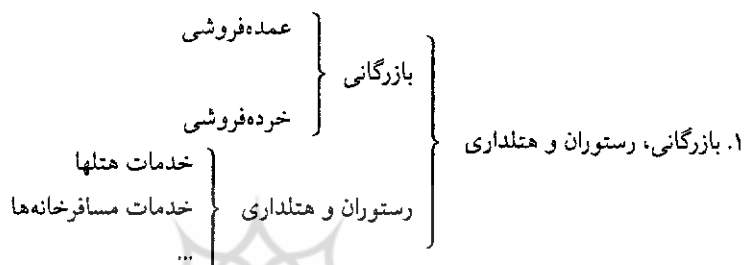 عمده‌فروشی
بازرگانی
خرده‌فروشی
۱. بازرگانی، رستوران و هتلداری
خدمات هتلها
رستوران و هتلداری
خدمات مسافرخانه‌ها
...